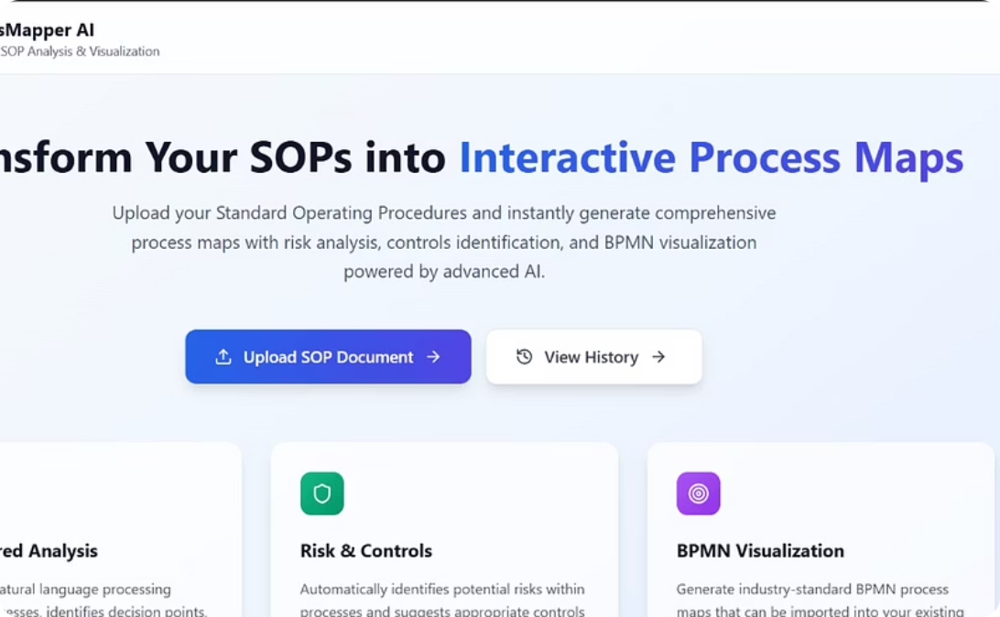 sMapper AI
SOP Analysis & Visualization
nsform Your SOPs into Interactive Process Maps
Upload your Standard Operating Procedures and instantly generate comprehensive
process maps with risk analysis, controls identification, and BPMN visualization
powered by advanced AI.
Upload SOP Document
View History
red Analysis
atural language processing
esses, identifies decision points,
Risk & Controls
Automatically identifies potential risks within
processes and suggests appropriate controls
BPMN Visualization
Generate industry-standard BPMN process
maps that can be imported into your existing